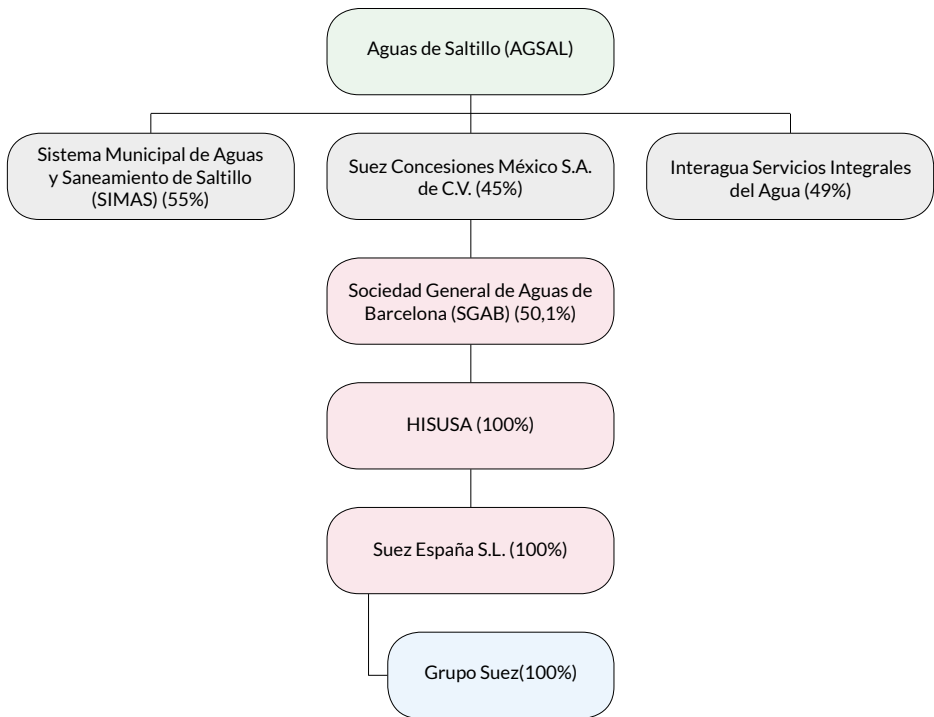 Aguas de Saltillo (AGSAL)
Sistema Municipal de Aguas
y Saneamiento de Saltillo
(SIMAS) (55%)
Suez Concesiones México S.A.
de C.V. (45%)
Interagua Servicios Integrales
del Agua (49%)
Sociedad General de Aguas de
Barcelona (SGAB) (50,1%)
HISUSA (100%)
Suez España S.L. (100%)
Grupo Suez(100%)